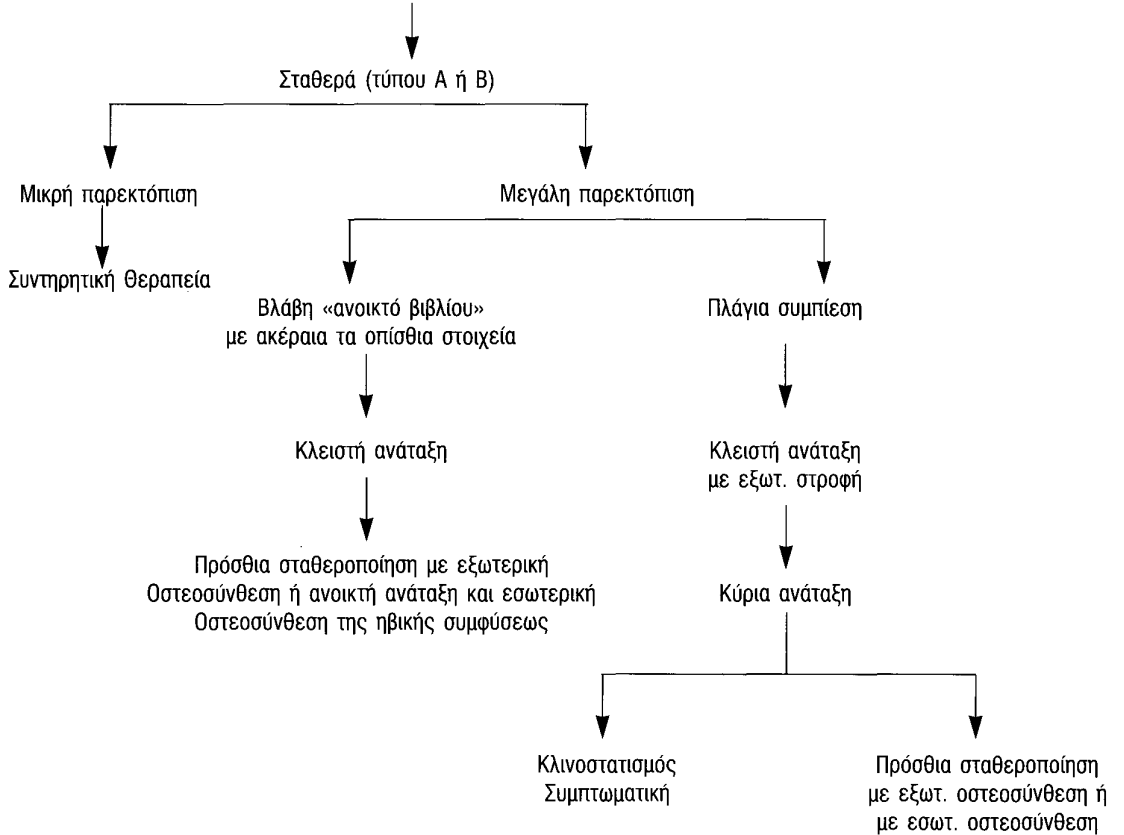 Σταθερά (τύπου Α ή Β)
Μικρή παρεκτόπιση
Μεγάλη παρεκτόπιση
Συντηρητική Θεραπεία
Βλάβη «ανοικτό βιβλίου»
με ακέραια τα οπίσθια στοιχεία
Πλάγια συμπίεση
Κλειστή ανάταξη
Κλειστή ανάταξη
με εξωτ. στροφή
Πρόσθια σταθεροποίηση με εξωτερική
Οστεοσύνθεση ή ανοικτή ανάταξη και εσωτερική
Οστεοσύνθεση της ηβικής συμφύσεως
Κύρια ανάταξη
Κλινοστατισμός
Συμπτωματική
Πρόσθια σταθεροποίηση
με εξωτ. οστεοσύνθεση ή
με εσωτ. οστεοσύνθεση